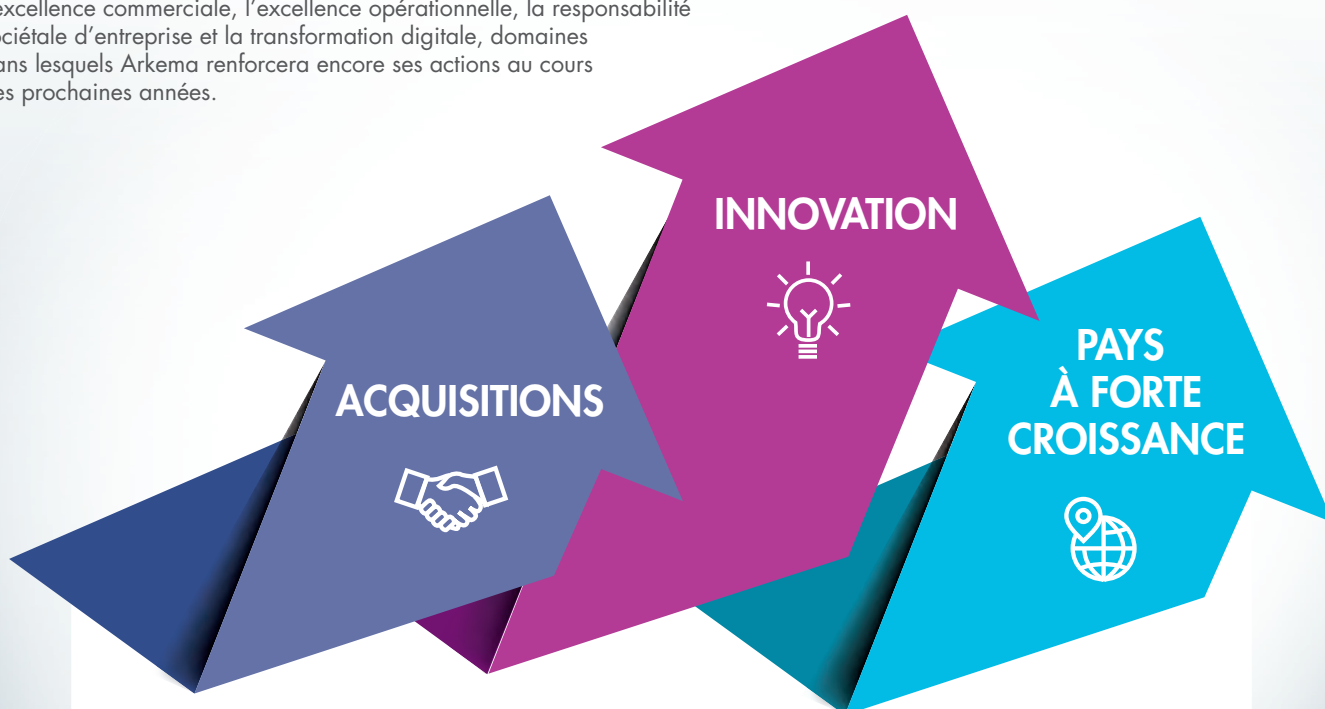 excellence commerciale, l'excellence opérationnelle, la responsabilité
ociétale d'entreprise et la transformation digitale, domaines
ans lesquels Arkema renforcera encore ses actions au cours
es prochaines années.
INNOVATION
PAYS
À FORTE
CROISSANCE
ACQUISITIONS